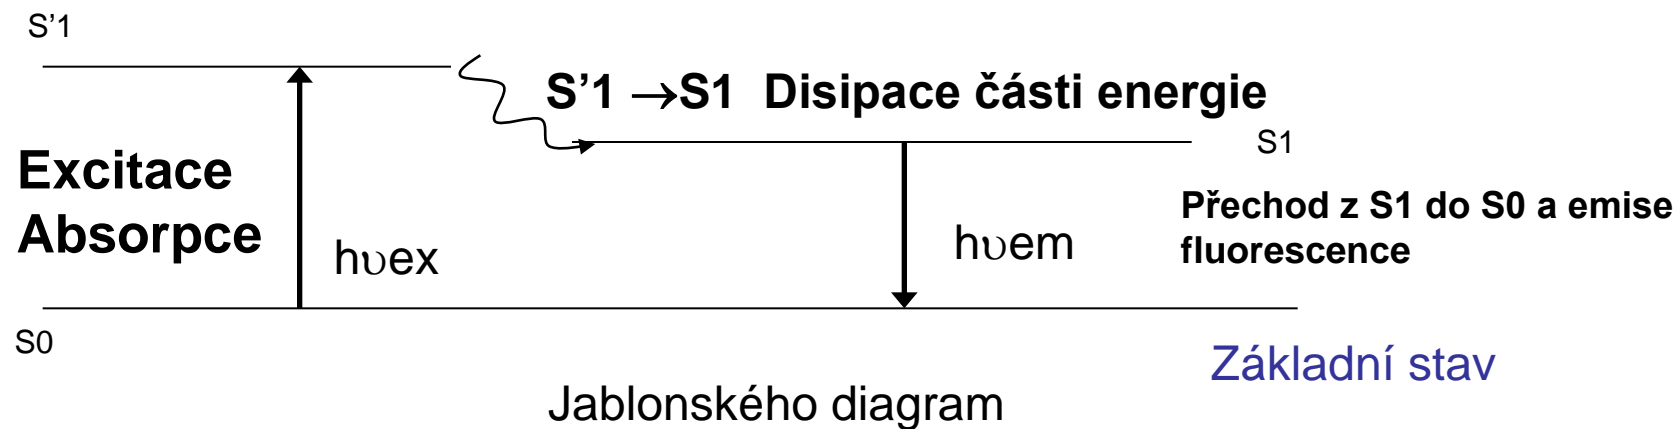 S’1
S’1 →S1 Disipace části energie
S1
Excitace
Absorpce
hυex
hυem
Přechod z S1 do S0 a emise
fluorescence
S0
Základní stav
Jablonského diagram